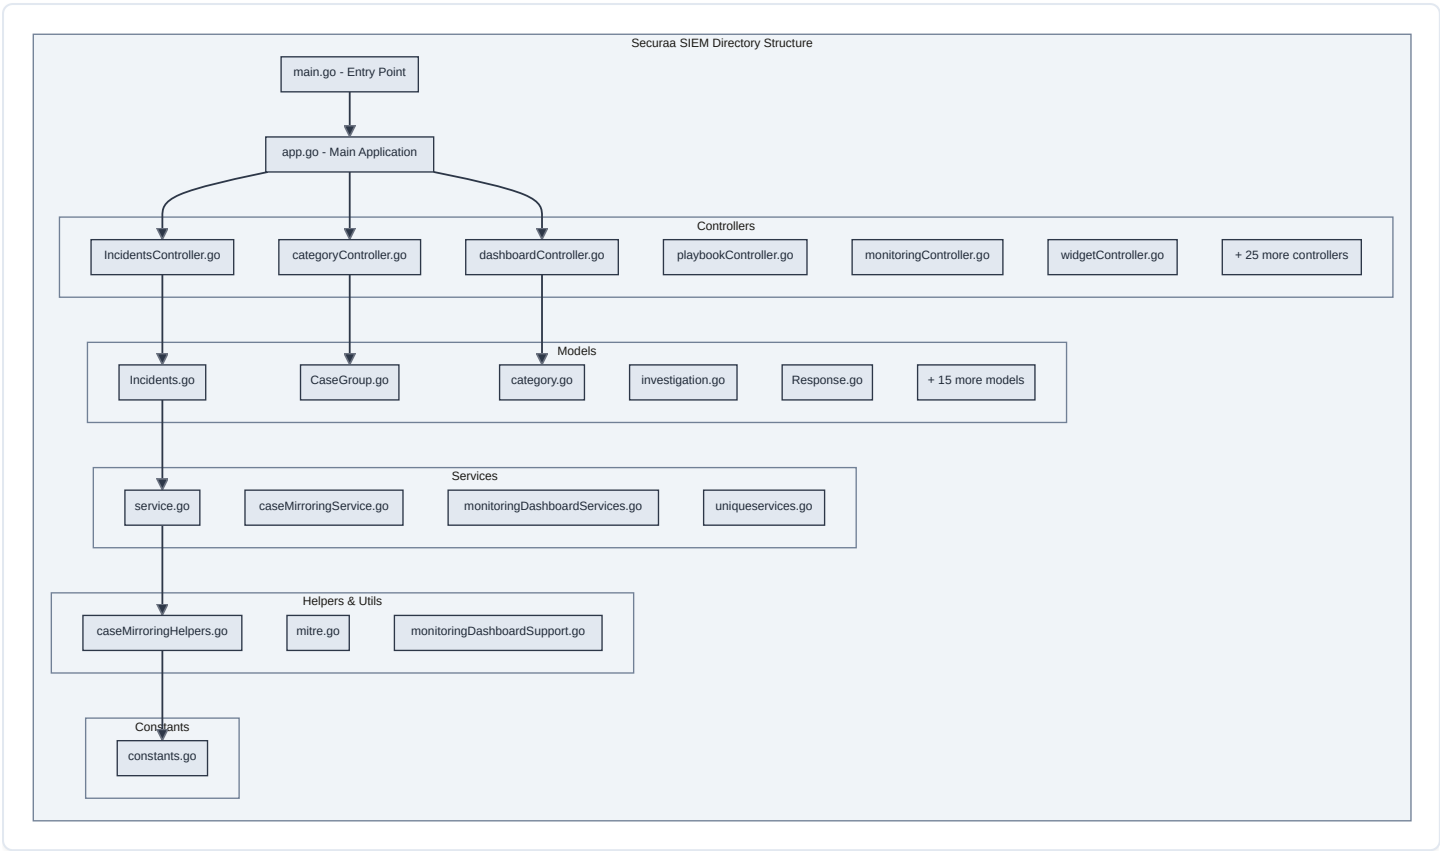 Securaa SIEM Directory Structure
main.go - Entry Point
app.go - Main Application
Controllers
IncidentsController.go
categoryController.go
dashboardController.go
playbookController.go
monitoringController.go
widgetController.go
+ 25 more controllers
Models
Incidents.go
CaseGroup.go
category.go
investigation.go
Response.go
+ 15 more models
Services
service.go
caseMirroringService.go
monitoringDashboardServices.go
uniqueservices.go
Helpers & Utils
caseMirroringHelpers.go
mitre.go
monitoringDashboardSupport.go
Constants
constants.go